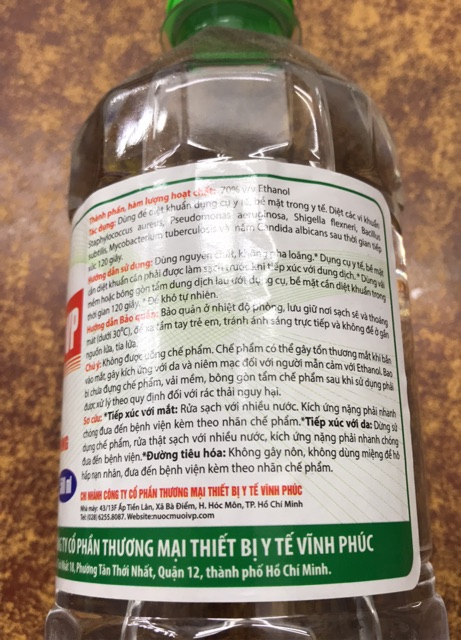 Thành phần, hàm lượng hoạt chất: 70% v/v Ethanol
Tác dụng: Dùng để diệt khuẩn dụng cụ y tế, bề mặt trong y tế. Diệt các vi khuẩn
Staphylococcus aureus, Pseudomonas aeruginosa, Shigella flexneri, Bacillus
subtilis, Mycobacterium tuberculosis và nấm Candida albicans sau thời gian tiếp
xúc 120 giây.
Hướng dẫn sử dụng: Dùng nguyên chất, không pha loãng.* Dụng cụ y tế, bề mặt
cần diệt khuẩn cần phải được làm sạch trước khi tiếp xúc với dung dịch.* Dùng vải
mềm hoặc bông gòn tẩm dung dịch lau ướt dụng cụ, bề mặt cần diệt khuẩn trong
thời gian 120 giây.* Để khô tự nhiên.
Hướng dẫn Bảo quản: Bảo quản ở nhiệt độ phòng, lưu giữ nơi sạch sẽ và thoáng
mát (dưới 30°C), để xa tầm tay trẻ em, tránh ánh sáng trực tiếp và không để ở gần
nguồn lửa, tia lửa.
Chú ý: Không được uống chế phẩm. Chế phẩm có thể gây tổn thương mắt khi bắn
vào mắt, gây kích ứng với da và niêm mạc đối với người mẫn cảm với Ethanol. Bao
bì chứa đựng chế phẩm, vải mềm, bông gòn tẩm chế phẩm sau khi sử dụng phải
được xử lý theo quy định đối với rác thải nguy hại.
Sơ cứu: *Tiếp xúc với mắt: Rửa sạch với nhiều nước. Kích ứng nặng phải nhanh
chóng đưa đến bệnh viện kèm theo nhãn chế phẩm.*Tiếp xúc với da: Dừng sử
dụng chế phẩm, rửa thật sạch với nhiều nước, kích ứng nặng phải nhanh chóng
đưa đến bệnh viện.*Đường tiêu hóa: Không gây nôn, không dùng miệng để hô
hấp nạn nhân, đưa đến bệnh viện kèm theo nhãn chế phẩm.
CHI NHÁNH CÔNG TY CỔ PHẦN THƯƠNG MẠI THIẾT BỊ Y TẾ VĨNH PHÚC
Nhà máy: 43/13F Ấp Tiền Lân, Xã Bà Điểm, H. Hóc Môn, TP. Hồ Chí Minh
Tel: (028) 6255.8087. Website:nuocmuoivp.com
TY CỔ PHẦN THƯƠNG MẠI THIẾT BỊ Y TẾ VĨNH PHÚC
18, Phường Tân Thới Nhất, Quận 12, thành phố Hồ Chí Minh.